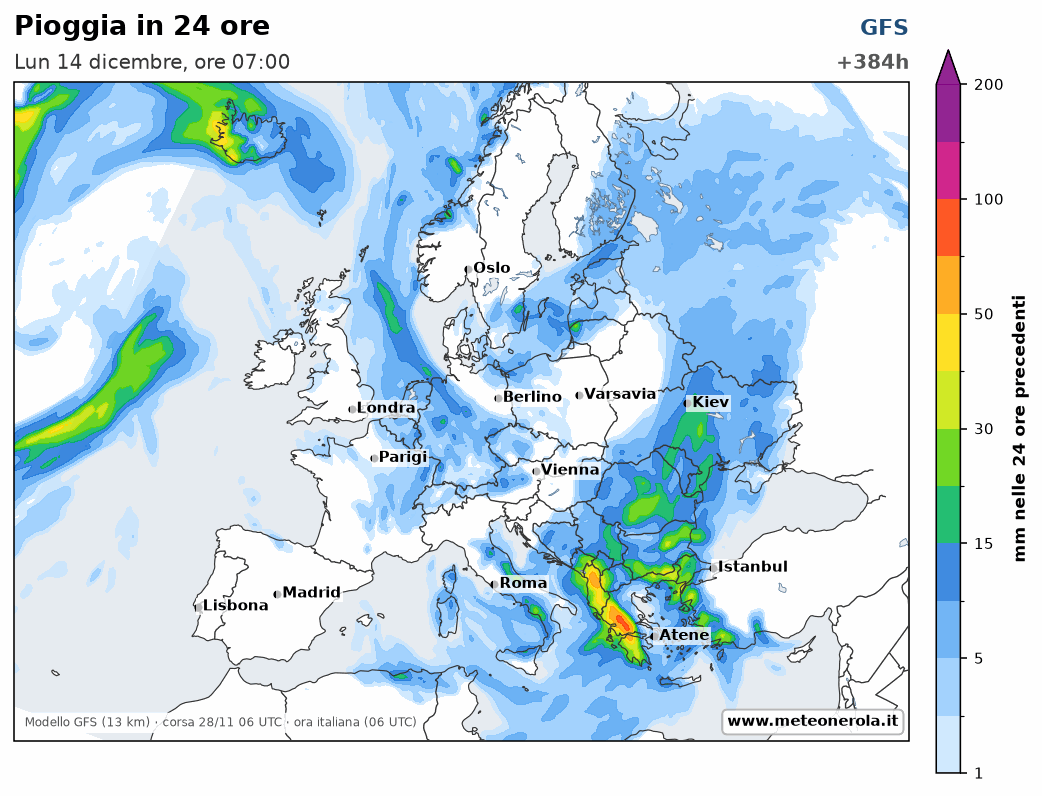 Pioggia in 24 ore
GFS
Lun 14 dicembre, ore 07:00
+384h
200
100
50
30
15
5
1
mm nelle 24 ore precedenti
Oslo
Londra
Berlino
Varsavia
Kiev
Parigi
Vienna
Istanbul
Roma
Madrid
Lisbona
Atene
Modello GFS (13 km) · corsa 28/11 06 UTC · ora italiana (06 UTC)
www.meteonerola.it